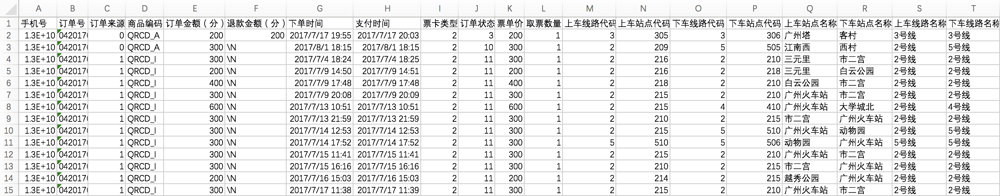 A B C D E F G H I J K L M N O P Q R S T
1 手机号 订单号 订单来源 商品编码 订单金额（分） 退款金额（分） 下单时间 支付时间 票卡类型 订单状态 票单价 取票数量 上车线路代码 上车站点代码 下车线路代码 下车站点代码 上车站点名称 下车站点名称 上车线路名称 下车线路名称
2 1.3E+10 042017 0 QRCD_A 200 200 2017/7/17 19:55 2017/7/17 20:03 2 3 200 1 3 305 3 306 广州塔 客村 3号线 3号线
3 1.3E+10 042017 0 QRCD_A 300 \N 2017/8/1 18:15 2017/8/1 18:15 2 10 300 1 2 209 5 505 江南西 西村 2号线 5号线
4 1.3E+10 042017 1 QRCD_I 300 \N 2017/7/4 18:24 2017/7/4 18:25 2 11 300 1 2 216 2 210 三元里 市二宫 2号线 2号线
5 1.3E+10 042017 1 QRCD_I 200 \N 2017/7/9 14:50 2017/7/9 14:51 2 11 200 1 2 216 2 218 三元里 白云公园 2号线 2号线
6 1.3E+10 042017 1 QRCD_I 400 \N 2017/7/9 17:48 2017/7/9 17:48 2 11 400 1 2 218 2 210 白云公园 市二宫 2号线 2号线
7 1.3E+10 042017 1 QRCD_I 300 \N 2017/7/9 20:08 2017/7/9 20:09 2 11 300 1 2 215 2 210 广州火车站 市二宫 2号线 2号线
8 1.3E+10 042017 1 QRCD_I 600 \N 2017/7/13 10:51 2017/7/13 10:51 2 11 600 1 2 215 4 410 广州火车站 大学城北 2号线 4号线
9 1.3E+10 042017 1 QRCD_I 300 \N 2017/7/13 21:59 2017/7/13 21:59 2 11 300 1 2 210 2 215 市二宫 广州火车站 2号线 2号线
10 1.3E+10 042017 1 QRCD_I 300 \N 2017/7/14 12:53 2017/7/14 12:53 2 11 300 1 2 215 5 510 广州火车站 动物园 2号线 5号线
11 1.3E+10 042017 1 QRCD_I 300 \N 2017/7/14 17:52 2017/7/14 17:52 2 11 300 1 5 510 5 506 动物园 广州火车站 5号线 5号线
12 1.3E+10 042017 1 QRCD_I 300 \N 2017/7/15 11:41 2017/7/15 11:41 2 11 300 1 2 215 2 210 广州火车站 市二宫 2号线 2号线
13 1.3E+10 042017 1 QRCD_I 300 \N 2017/7/15 16:16 2017/7/15 16:16 2 11 300 1 2 210 2 215 市二宫 广州火车站 2号线 2号线
14 1.3E+10 042017 1 QRCD_I 200 \N 2017/7/16 15:03 2017/7/16 15:03 2 11 200 1 2 214 2 215 越秀公园 广州火车站 2号线 2号线
15 1.3E+10 042017 1 QRCD_I 300 \N 2017/7/17 11:38 2017/7/17 11:39 2 11 300 1 2 215 2 210 广州火车站 市二宫 2号线 2号线